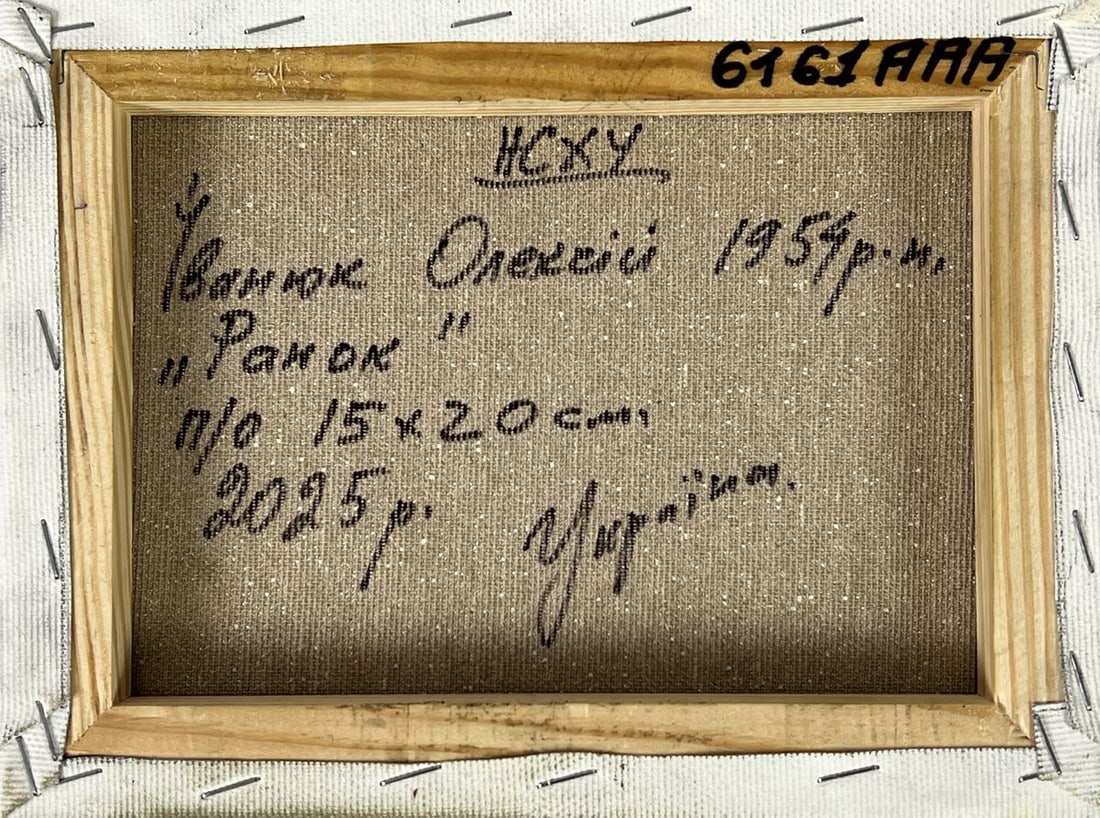 6161AAA
НСХУ
Іванюк Олексій 1954р.н.
„Ранок"
п/о 15х20см.
2025р. Україна.